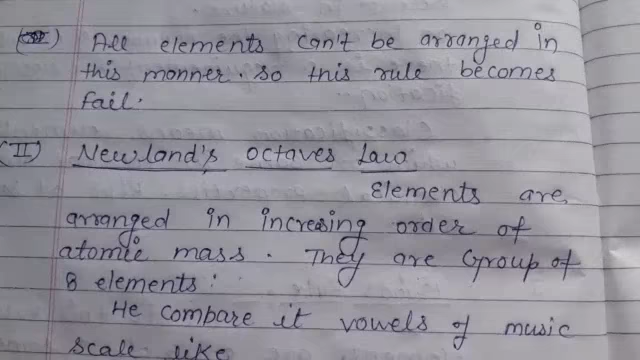 All elements can't be arranged in
this manner. So this rule becomes
fail.
(II) Newland's octaves Law
Elements are
arranged in incresing order of
atomic mass. They are Group of
8 elements:
He compare it vowels of music
scale like